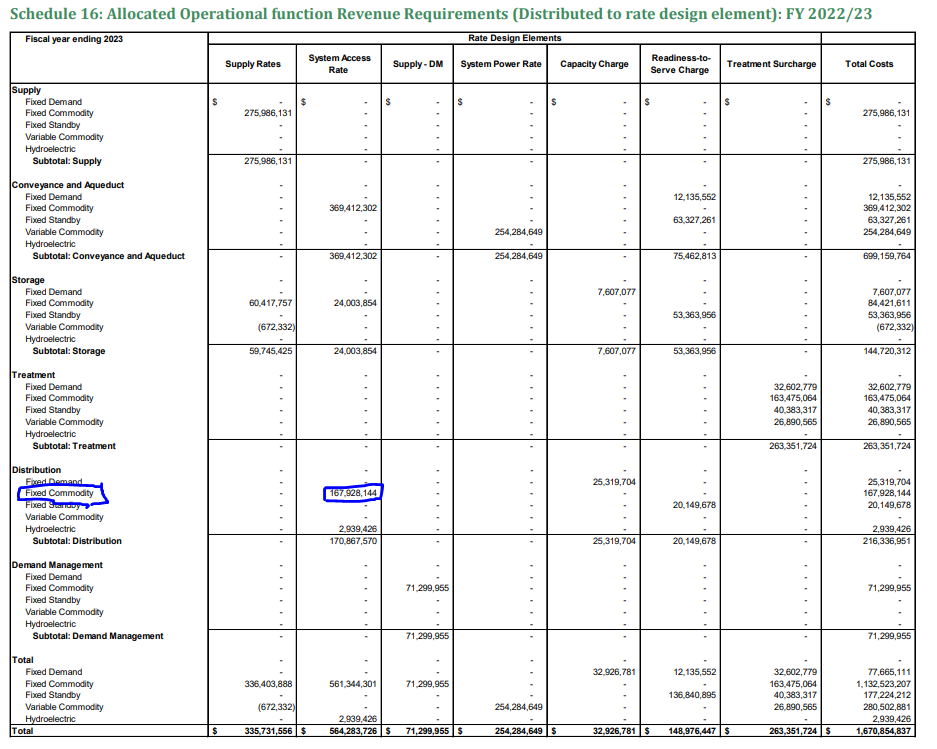 Schedule 16: Allocated Operational function Revenue Requirements (Distributed to rate design element): FY 2022/23
Fiscal year ending 2023 Rate Design Elements
Supply Rates System Access Rate Supply - DM System Power Rate Capacity Charge Readiness-to-Serve Charge Treatment Surcharge Total Costs
Supply
Fixed Demand $ - $ - $ - $ - $ - $ - $ - $ -
Fixed Commodity 275,986,131 - - - - - - 275,986,131
Fixed Standby - - - - - - - -
Variable Commodity - - - - - - - -
Hydroelectric - - - - - - - -
Subtotal: Supply 275,986,131 - - - - - - 275,986,131
Conveyance and Aqueduct - - - - - - - -
Fixed Demand - - - - - 12,135,552 - 12,135,552
Fixed Commodity - 369,412,302 - - - - - 369,412,302
Fixed Standby - - - - - 63,327,261 - 63,327,261
Variable Commodity - - - 254,284,649 - - - 254,284,649
Hydroelectric - - - - - - - -
Subtotal: Conveyance and Aqueduct - 369,412,302 - 254,284,649 - 75,462,813 - 699,159,764
Storage - - - - - - - -
Fixed Demand - - - - 7,607,077 - - 7,607,077
Fixed Commodity 60,417,757 24,003,854 - - - - - 84,421,611
Fixed Standby - - - - - 53,363,956 - 53,363,956
Variable Commodity (672,332) - - - - - - (672,332)
Hydroelectric - - - - - - - -
Subtotal: Storage 59,745,425 24,003,854 - - 7,607,077 53,363,956 - 144,720,312
Treatment - - - - - - - -
Fixed Demand - - - - - - 32,602,779 32,602,779
Fixed Commodity - - - - - - 163,475,064 163,475,064
Fixed Standby - - - - - - 40,383,317 40,383,317
Variable Commodity - - - - - - 26,890,565 26,890,565
Hydroelectric - - - - - - - -
Subtotal: Treatment - - - - - - 263,351,724 263,351,724
Distribution - - - - - - - -
Fixed Demand - - - - 25,319,704 - - 25,319,704
Fixed Commodity - 167,928,144 - - - - - 167,928,144
Fixed Standby - - - - - 20,149,678 - 20,149,678
Variable Commodity - - - - - - - -
Hydroelectric - 2,939,426 - - - - - 2,939,426
Subtotal: Distribution - 170,867,570 - - 25,319,704 20,149,678 - 216,336,951
Demand Management - - - - - - - -
Fixed Demand - - - - - - - -
Fixed Commodity - - 71,299,955 - - - - 71,299,955
Fixed Standby - - - - - - - -
Variable Commodity - - - - - - - -
Hydroelectric - - - - - - - -
Subtotal: Demand Management - - 71,299,955 - - - - 71,299,955
Total - - - - - - - -
Fixed Demand - - - - 32,926,781 12,135,552 32,602,779 77,665,111
Fixed Commodity 336,403,888 561,344,301 71,299,955 - - - 163,475,064 1,132,523,207
Fixed Standby - - - - - 136,840,895 40,383,317 177,224,212
Variable Commodity (672,332) - - 254,284,649 - - 26,890,565 280,502,881
Hydroelectric - 2,939,426 - - - - - 2,939,426
Total $ 335,731,556 $ 564,283,726 $ 71,299,955 $ 254,284,649 $ 32,926,781 $ 148,976,447 $ 263,351,724 $ 1,670,854,837